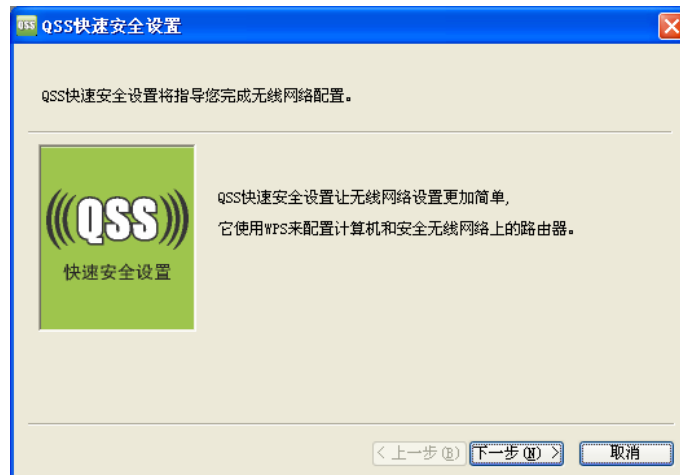 QSS QSS快速安全设置
QSS快速安全设置将指导您完成无线网络配置。
(((QSS)))
快速安全设置
QSS快速安全设置让无线网络设置更加简单,
它使用WPS来配置计算机和安全无线网络上的路由器。
< 上一步(B) 下一步(N) > 取消